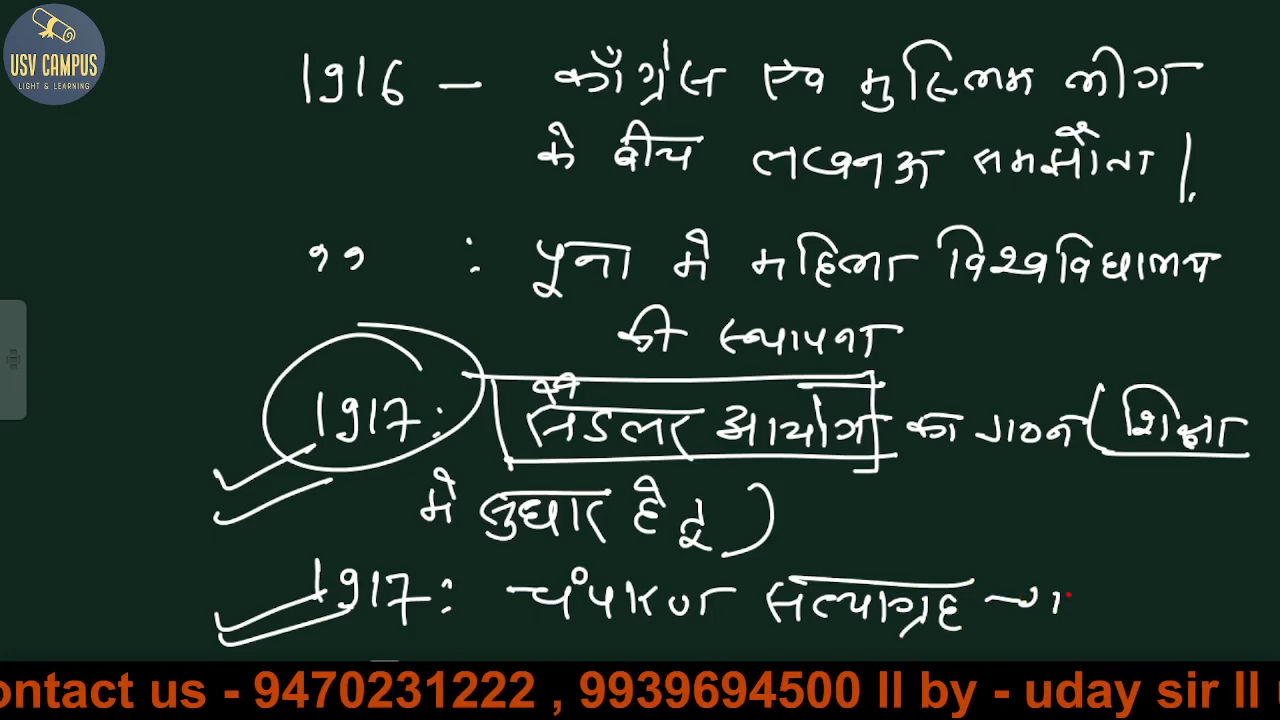 USV CAMPUS
LIGHT & LEARNING
1916 — काँग्रेस एवं मुस्लिम लीग
के बीच लखनऊ समझौता |
,, : पूना में महिला विश्वविद्यालय
की स्थापना
1917: सैडलर आयोग का गठन (शिक्षा
में सुधार हेतु)
1917: चंपारण सत्याग्रह
ontact us - 9470231222 , 9939694500 ll by - uday sir ll